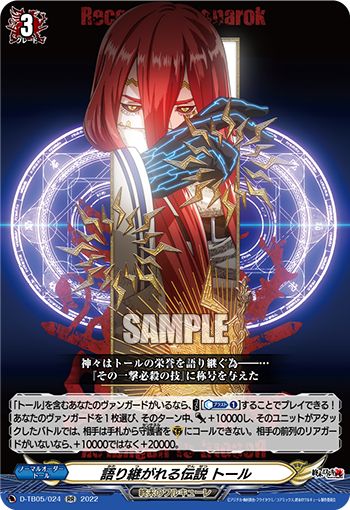 Record of Ragnarok
3
グレード
SAMPLE
神々はトールの栄誉を語り継ぐ為――…
『その一撃必殺の技』に称号を与えた
「トール」を含むあなたのヴァンガードがいるなら、
することでプレイできる！
あなたのヴァンガードを1枚選び、そのターン中、
+10000し、そのユニットがアタ
ックしたバトルでは、相手は手札から守護者を
にコールできない。相手の前列のリアガー
ドがいないなら、+10000ではなく+20000。
ノーマルオーダー
トール
語り継がれる伝説 トール
D-TB05/024 RR 2022
終末のワルキューレ